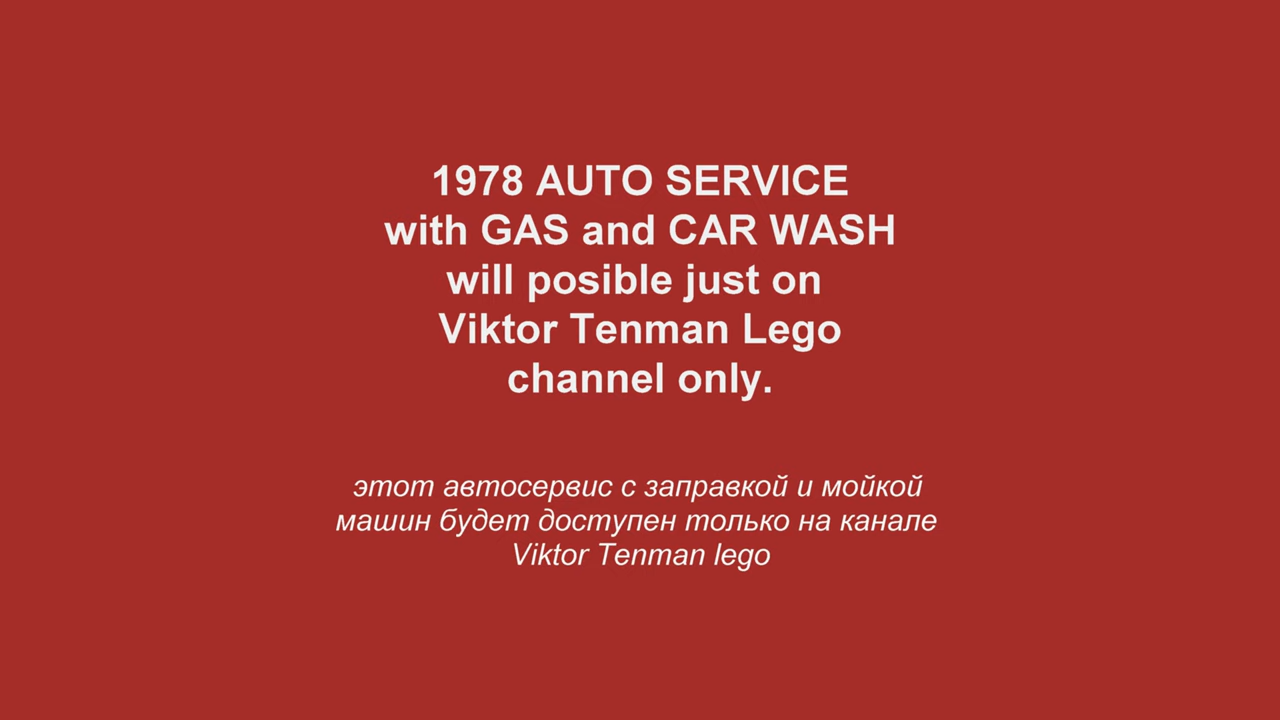 1978 AUTO SERVICE
with GAS and CAR WASH
will posible just on
Viktor Tenman Lego
channel only.
этот автосервис с заправкой и мойкой
машин будет доступен только на канале
Viktor Tenman lego